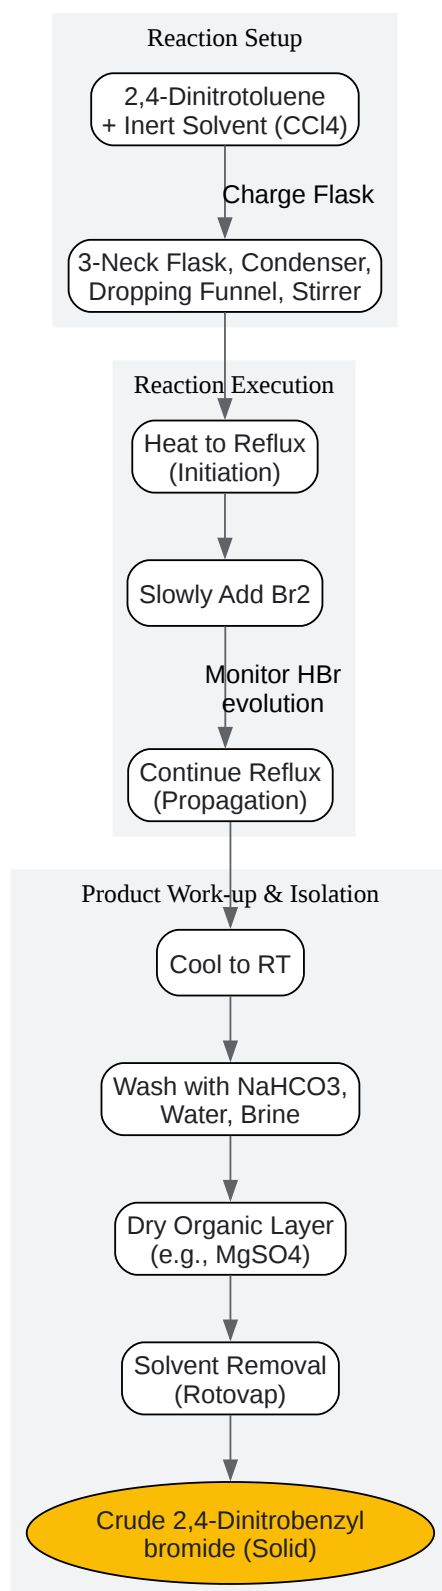 Reaction Setup
2,4-Dinitrotoluene
+ Inert Solvent (CCl4)
Charge Flask
3-Neck Flask, Condenser,
Dropping Funnel, Stirrer
Reaction Execution
Heat to Reflux
(Initiation)
Slowly Add Br2
Monitor HBr
evolution
Continue Reflux
(Propagation)
Product Work-up & Isolation
Cool to RT
Wash with NaHCO3,
Water, Brine
Dry Organic Layer
(e.g., MgSO4)
Solvent Removal
(Rotovap)
Crude 2,4-Dinitrobenzyl
bromide (Solid)